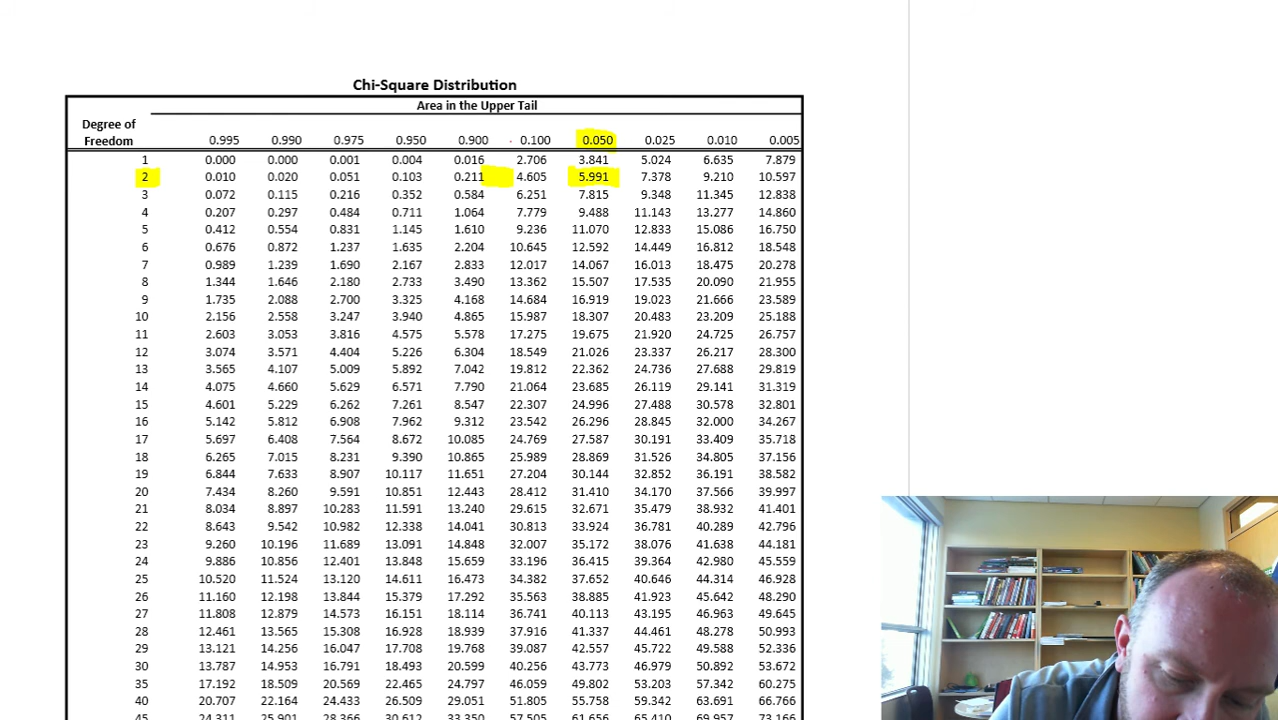 Chi-Square Distribution
Area in the Upper Tail
Degree of
Freedom 0.995 0.990 0.975 0.950 0.900 0.100 0.050 0.025 0.010 0.005
1 0.000 0.000 0.001 0.004 0.016 2.706 3.841 5.024 6.635 7.879
2 0.010 0.020 0.051 0.103 0.211 4.605 5.991 7.378 9.210 10.597
3 0.072 0.115 0.216 0.352 0.584 6.251 7.815 9.348 11.345 12.838
4 0.207 0.297 0.484 0.711 1.064 7.779 9.488 11.143 13.277 14.860
5 0.412 0.554 0.831 1.145 1.610 9.236 11.070 12.833 15.086 16.750
6 0.676 0.872 1.237 1.635 2.204 10.645 12.592 14.449 16.812 18.548
7 0.989 1.239 1.690 2.167 2.833 12.017 14.067 16.013 18.475 20.278
8 1.344 1.646 2.180 2.733 3.490 13.362 15.507 17.535 20.090 21.955
9 1.735 2.088 2.700 3.325 4.168 14.684 16.919 19.023 21.666 23.589
10 2.156 2.558 3.247 3.940 4.865 15.987 18.307 20.483 23.209 25.188
11 2.603 3.053 3.816 4.575 5.578 17.275 19.675 21.920 24.725 26.757
12 3.074 3.571 4.404 5.226 6.304 18.549 21.026 23.337 26.217 28.300
13 3.565 4.107 5.009 5.892 7.042 19.812 22.362 24.736 27.688 29.819
14 4.075 4.660 5.629 6.571 7.790 21.064 23.685 26.119 29.141 31.319
15 4.601 5.229 6.262 7.261 8.547 22.307 24.996 27.488 30.578 32.801
16 5.142 5.812 6.908 7.962 9.312 23.542 26.296 28.845 32.000 34.267
17 5.697 6.408 7.564 8.672 10.085 24.769 27.587 30.191 33.409 35.718
18 6.265 7.015 8.231 9.390 10.865 25.989 28.869 31.526 34.805 37.156
19 6.844 7.633 8.907 10.117 11.651 27.204 30.144 32.852 36.191 38.582
20 7.434 8.260 9.591 10.851 12.443 28.412 31.410 34.170 37.566 39.997
21 8.034 8.897 10.283 11.591 13.240 29.615 32.671 35.479 38.932 41.401
22 8.643 9.542 10.982 12.338 14.041 30.813 33.924 36.781 40.289 42.796
23 9.260 10.196 11.689 13.091 14.848 32.007 35.172 38.076 41.638 44.181
24 9.886 10.856 12.401 13.848 15.659 33.196 36.415 39.364 42.980 45.559
25 10.520 11.524 13.120 14.611 16.473 34.382 37.652 40.646 44.314 46.928
26 11.160 12.198 13.844 15.379 17.292 35.563 38.885 41.923 45.642 48.290
27 11.808 12.879 14.573 16.151 18.114 36.741 40.113 43.195 46.963 49.645
28 12.461 13.565 15.308 16.928 18.939 37.916 41.337 44.461 48.278 50.993
29 13.121 14.256 16.047 17.708 19.768 39.087 42.557 45.722 49.588 52.336
30 13.787 14.953 16.791 18.493 20.599 40.256 43.773 46.979 50.892 53.672
35 17.192 18.509 20.569 22.465 24.797 46.059 49.802 53.203 57.342 60.275
40 20.707 22.164 24.433 26.509 29.051 51.805 55.758 59.342 63.691 66.766
45 24.311 25.901 28.366 30.612 33.350 57.505 61.656 65.410 69.957 73.166